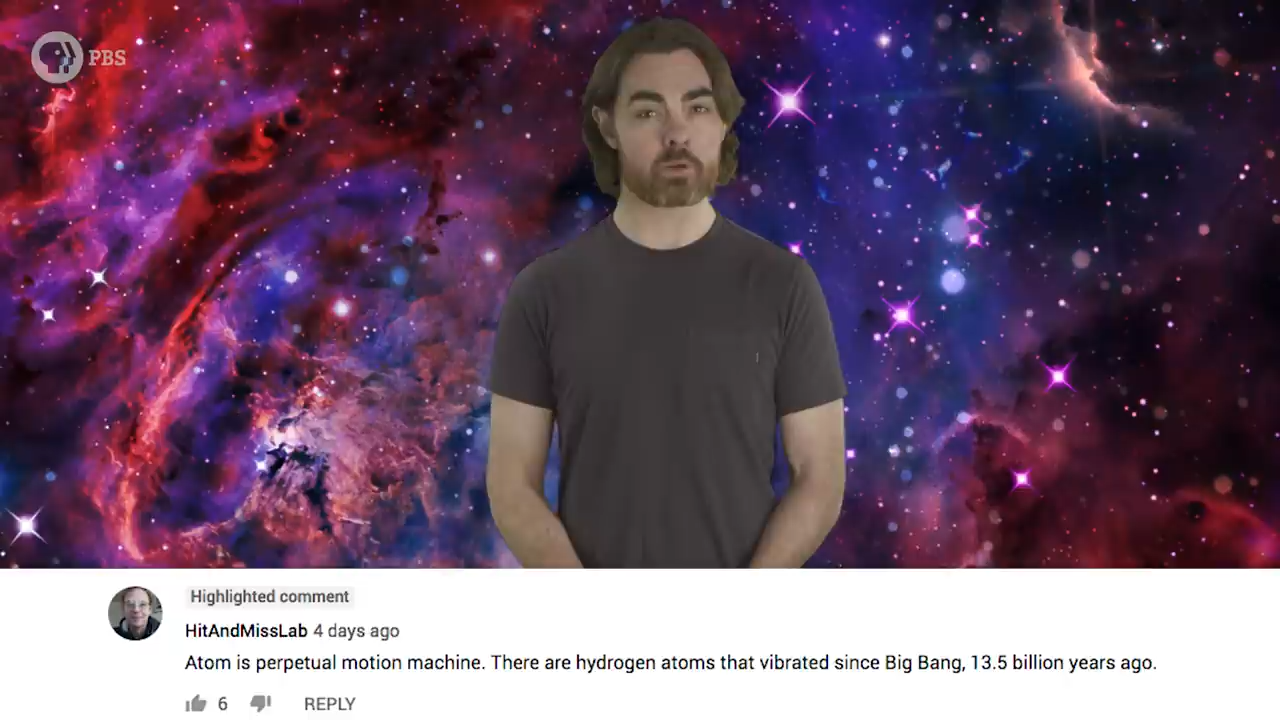 PBS
Highlighted comment
HitAndMissLab 4 days ago
Atom is perpetual motion machine. There are hydrogen atoms that vibrated since Big Bang, 13.5 billion years ago.
6 REPLY